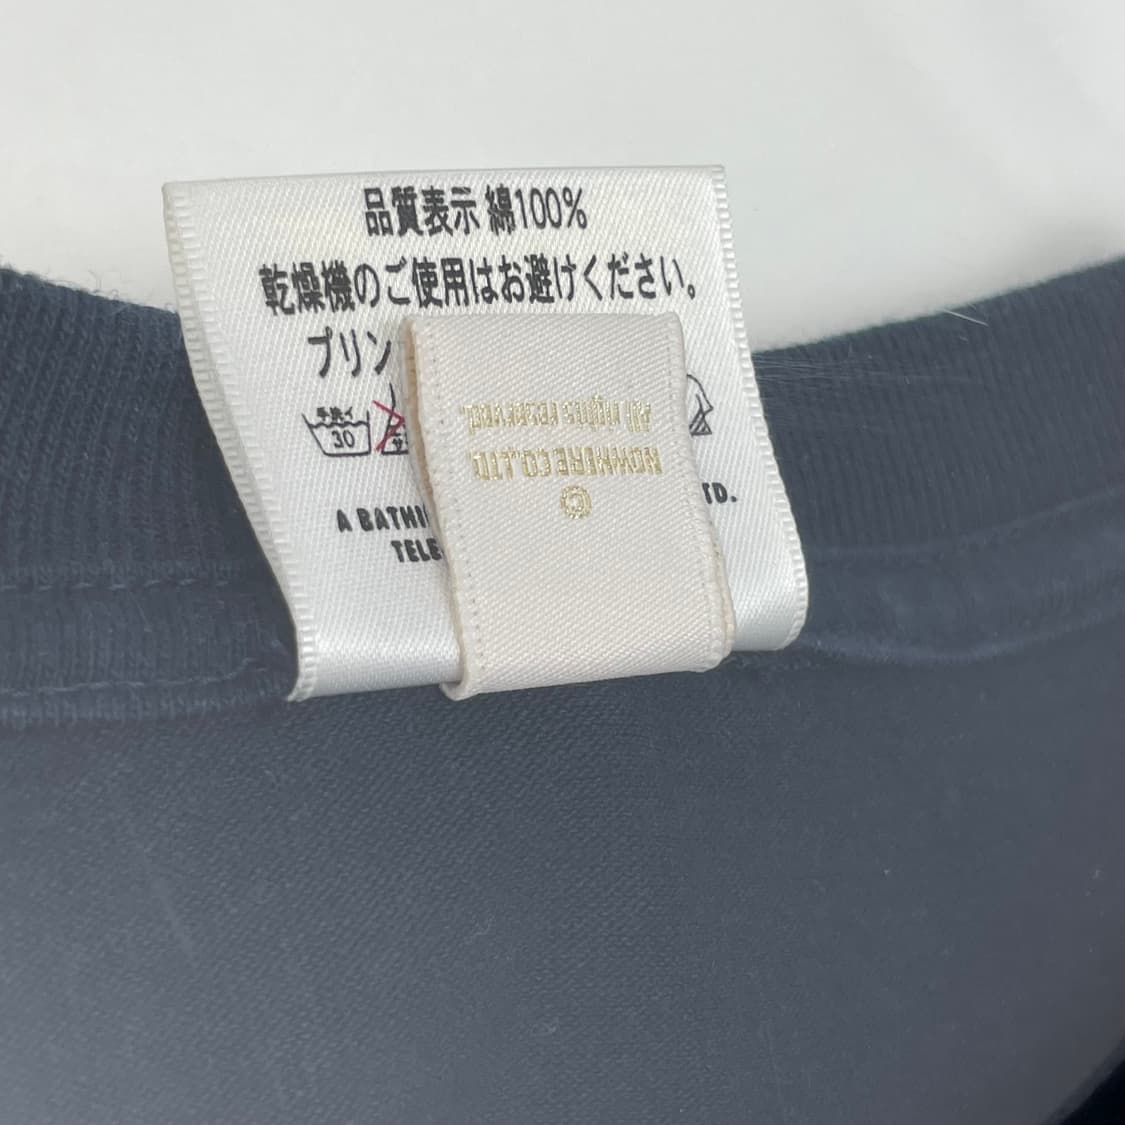 品質表示 綿100%
乾燥機のご使用はお避けください。
プリン
手洗イ
30
A BATHI
TD.
TELE
©
NOWHERE CO.,LTD.
All rights reserved.